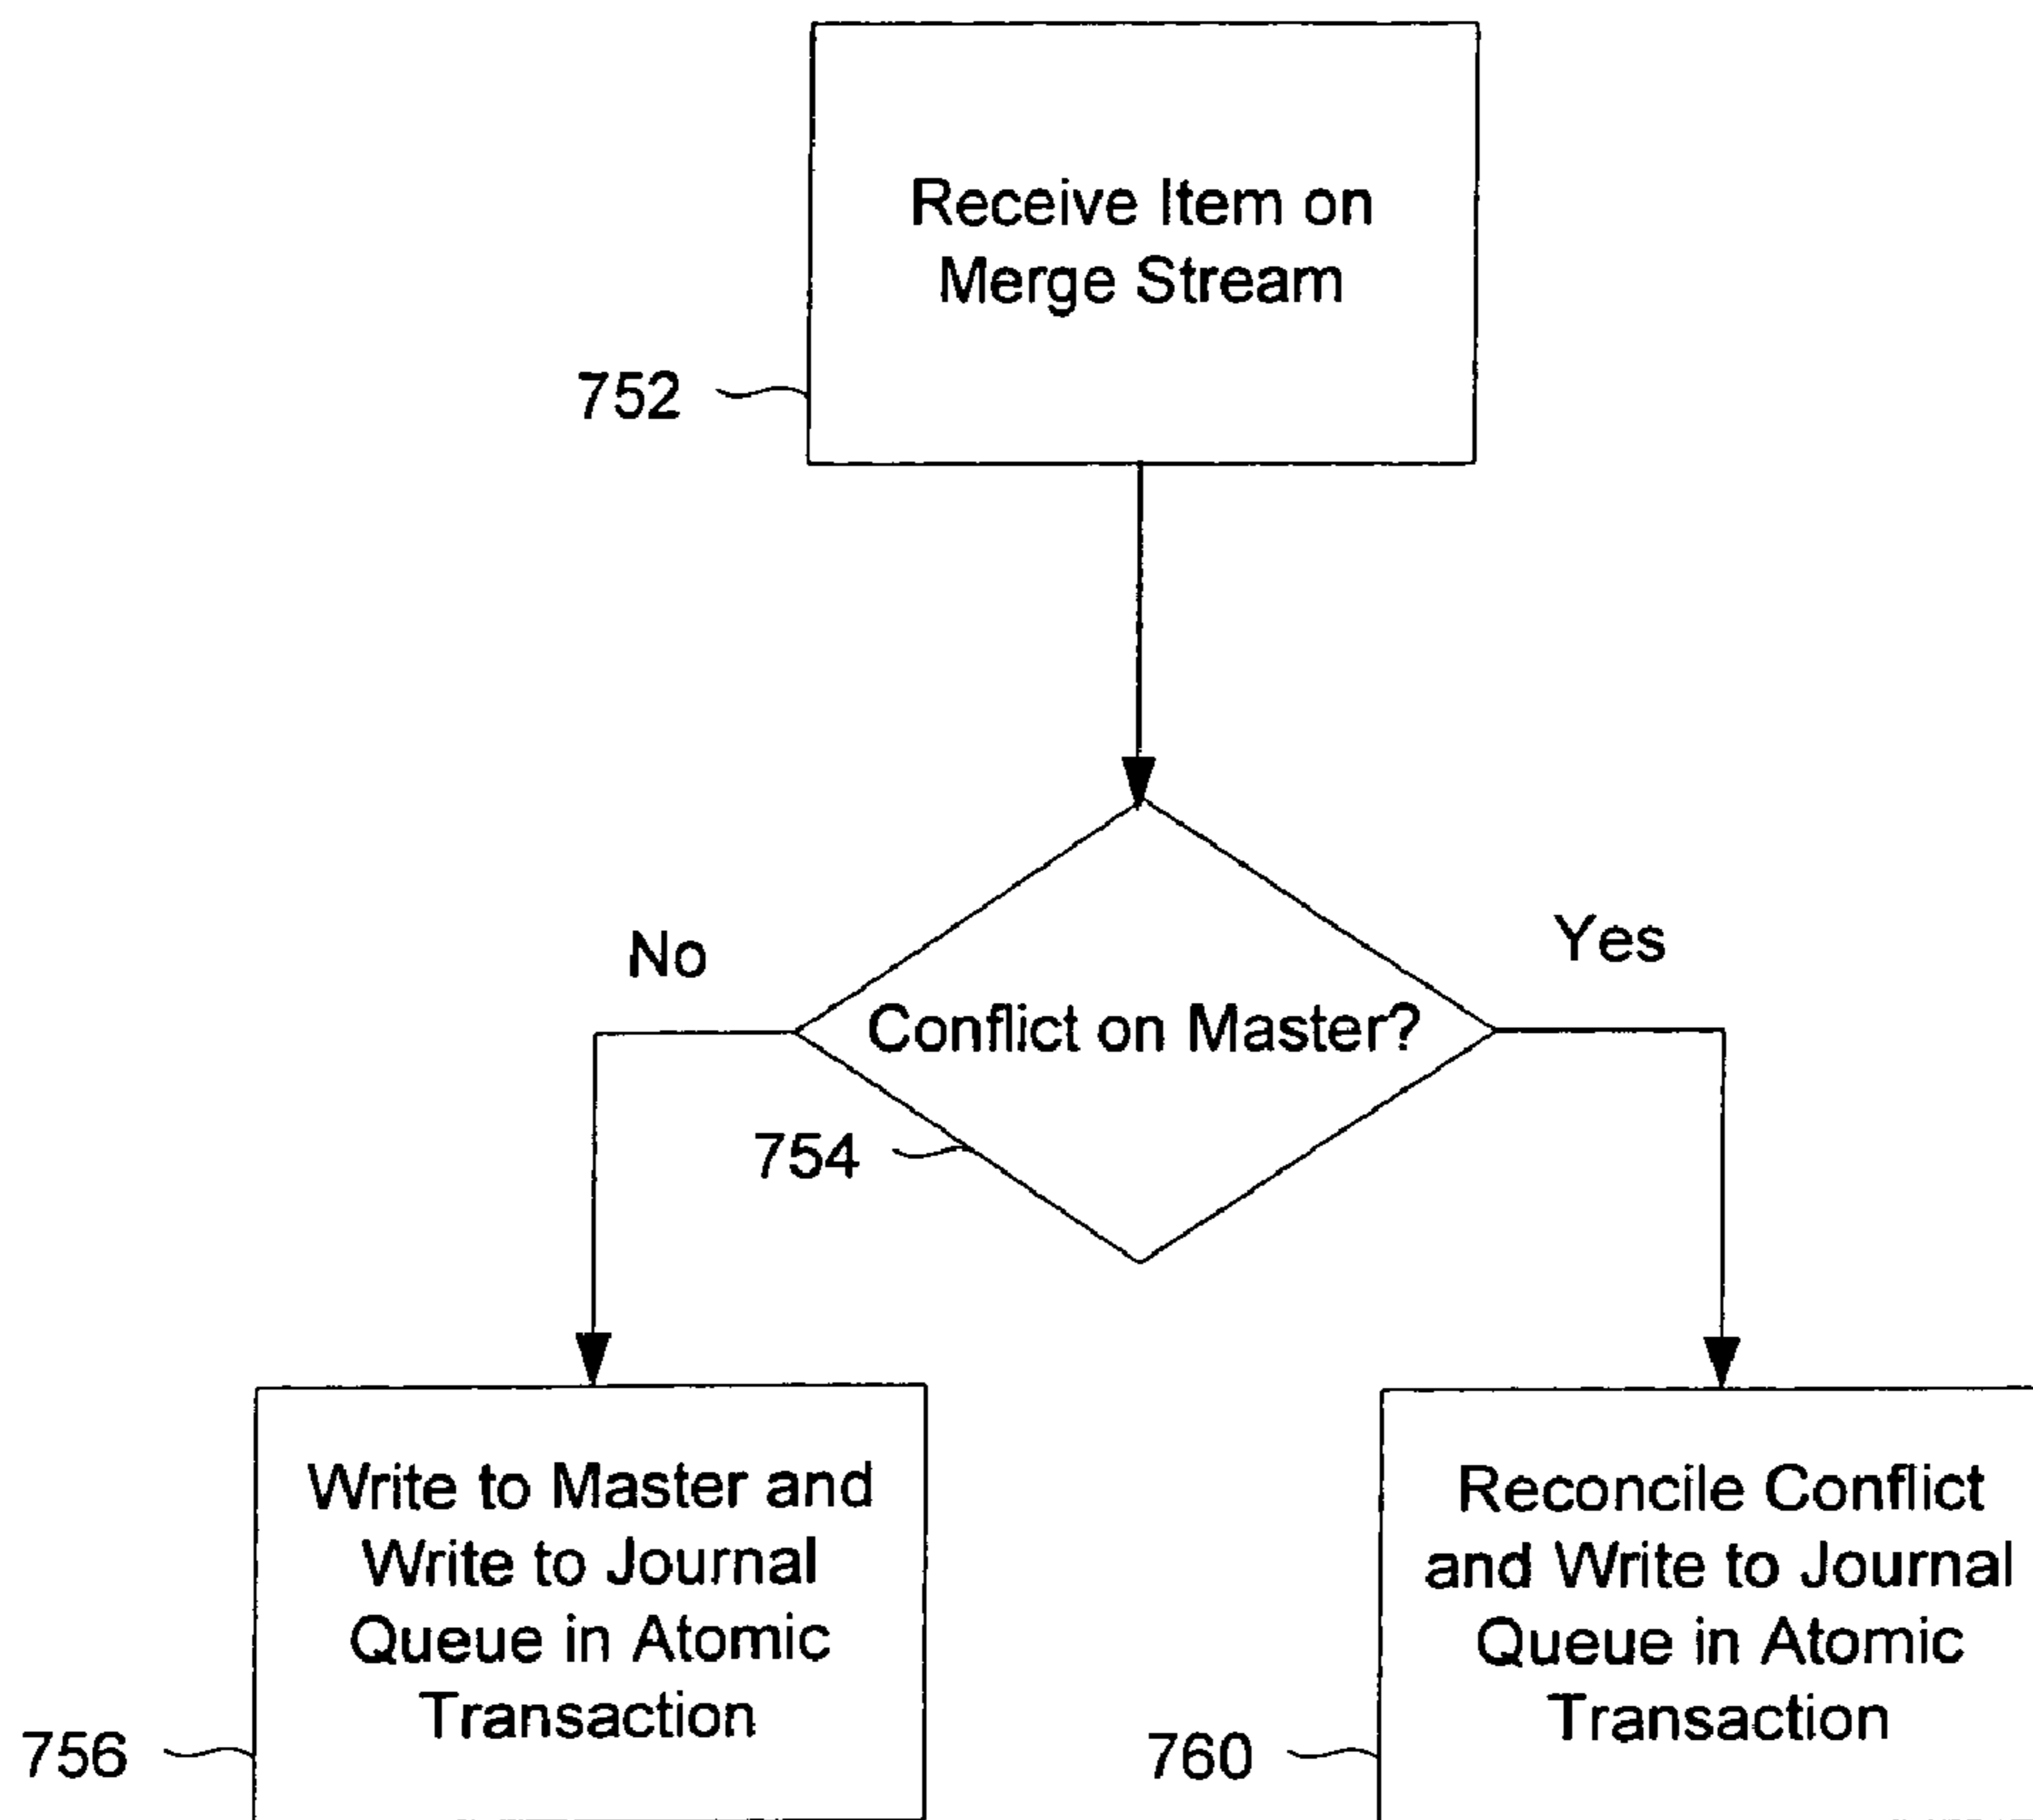 Receive Item on
Merge Stream
752
No
Yes
Conflict on Master?
754
Write to Master and
Write to Journal
Queue in Atomic
Transaction
756
Reconcile Conflict
and Write to Journal
Queue in Atomic
Transaction
760